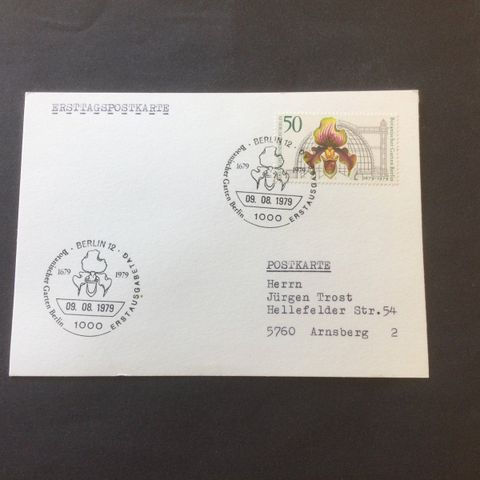 ERSTTAGSPOSTKARTE
50
BERLIN 12
ERSTAUSGABETAG
Botanischer Garten Berlin
1679 1979
09. 08. 1979
1000
BERLIN 12
ERSTAUSGABETAG
Botanischer Garten Berlin
1679 1979
09. 08. 1979
1000
POSTKARTE
Herrn
Jürgen Trost
Hellefelder Str. 54
5760 Arnsberg 2